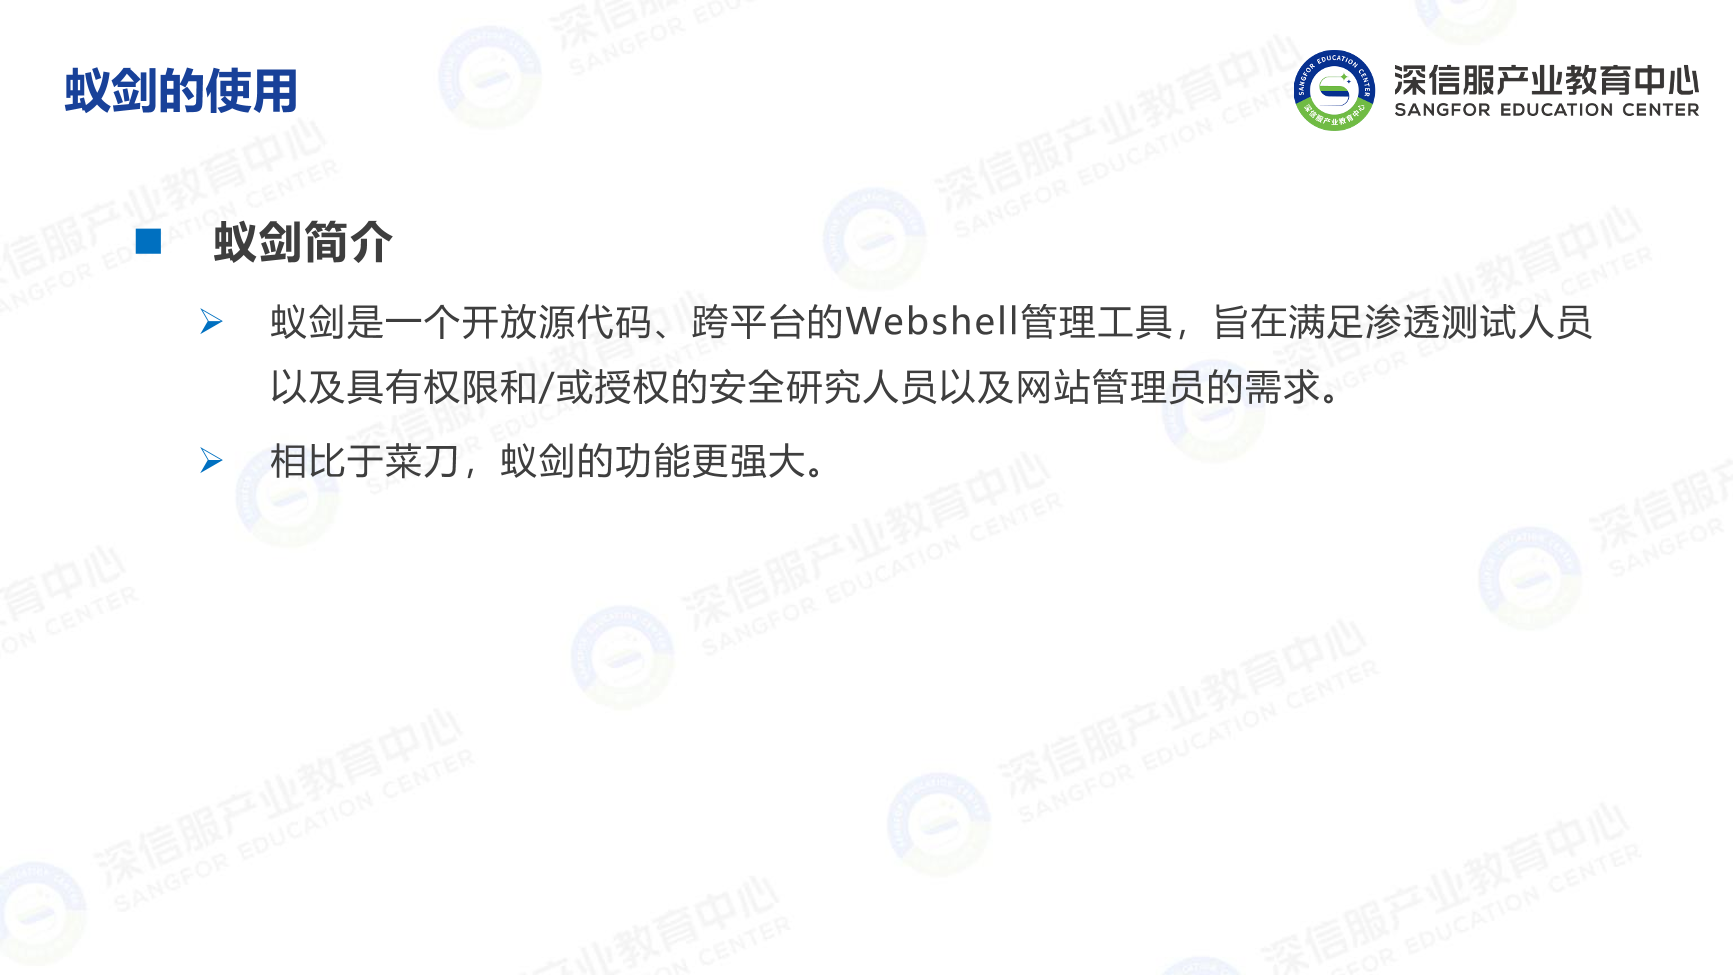 蚁剑的使用
深信服产业教育中心
SANGFOR EDUCATION CENTER
蚁剑简介
蚁剑是一个开放源代码、跨平台的Webshell管理工具，旨在满足渗透测试人员
以及具有权限和/或授权的安全研究人员以及网站管理员的需求。
相比于菜刀，蚁剑的功能更强大。